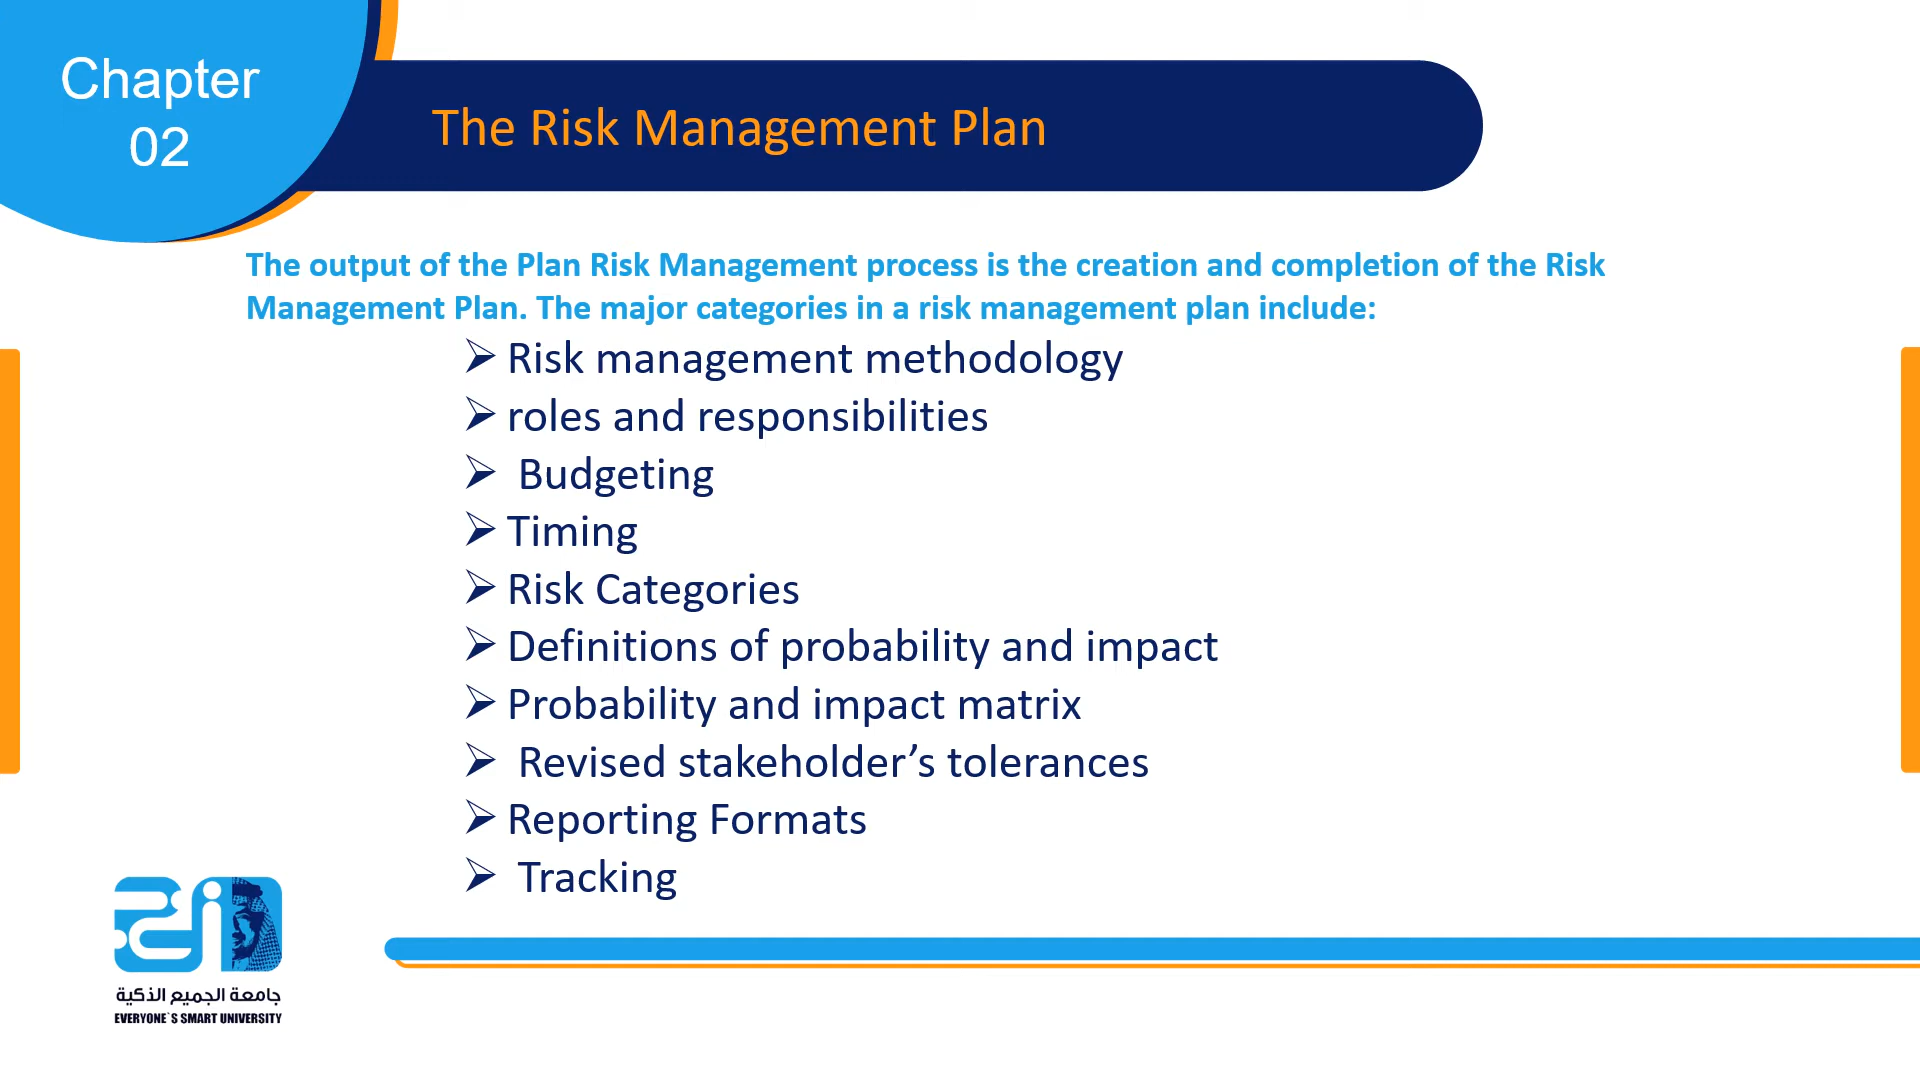 Chapter
02
The Risk Management Plan
The output of the Plan Risk Management process is the creation and completion of the Risk
Management Plan. The major categories in a risk management plan include:
➢ Risk management methodology
➢ roles and responsibilities
➢ Budgeting
➢ Timing
➢ Risk Categories
➢ Definitions of probability and impact
➢ Probability and impact matrix
➢ Revised stakeholder’s tolerances
➢ Reporting Formats
➢ Tracking
جامعة الجميع الذكية
EVERYONE`S SMART UNIVERSITY